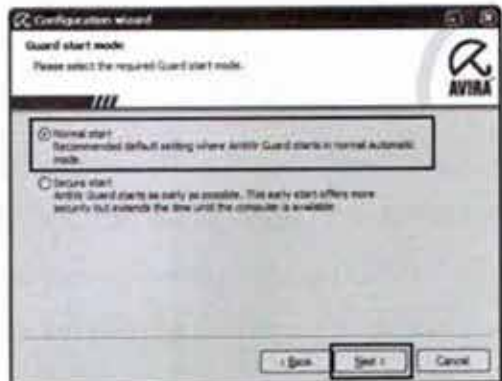 Configuration wizard
Guard start mode
Please select the required Guard start mode.
AVIRA
Normal start
Recommended default setting where AntiVir Guard starts in normal Automatic
mode.
Secure start
AntiVir Guard starts as early as possible. This early start offers more
security but extends the time until the computer is available
< Back
Next >
Cancel